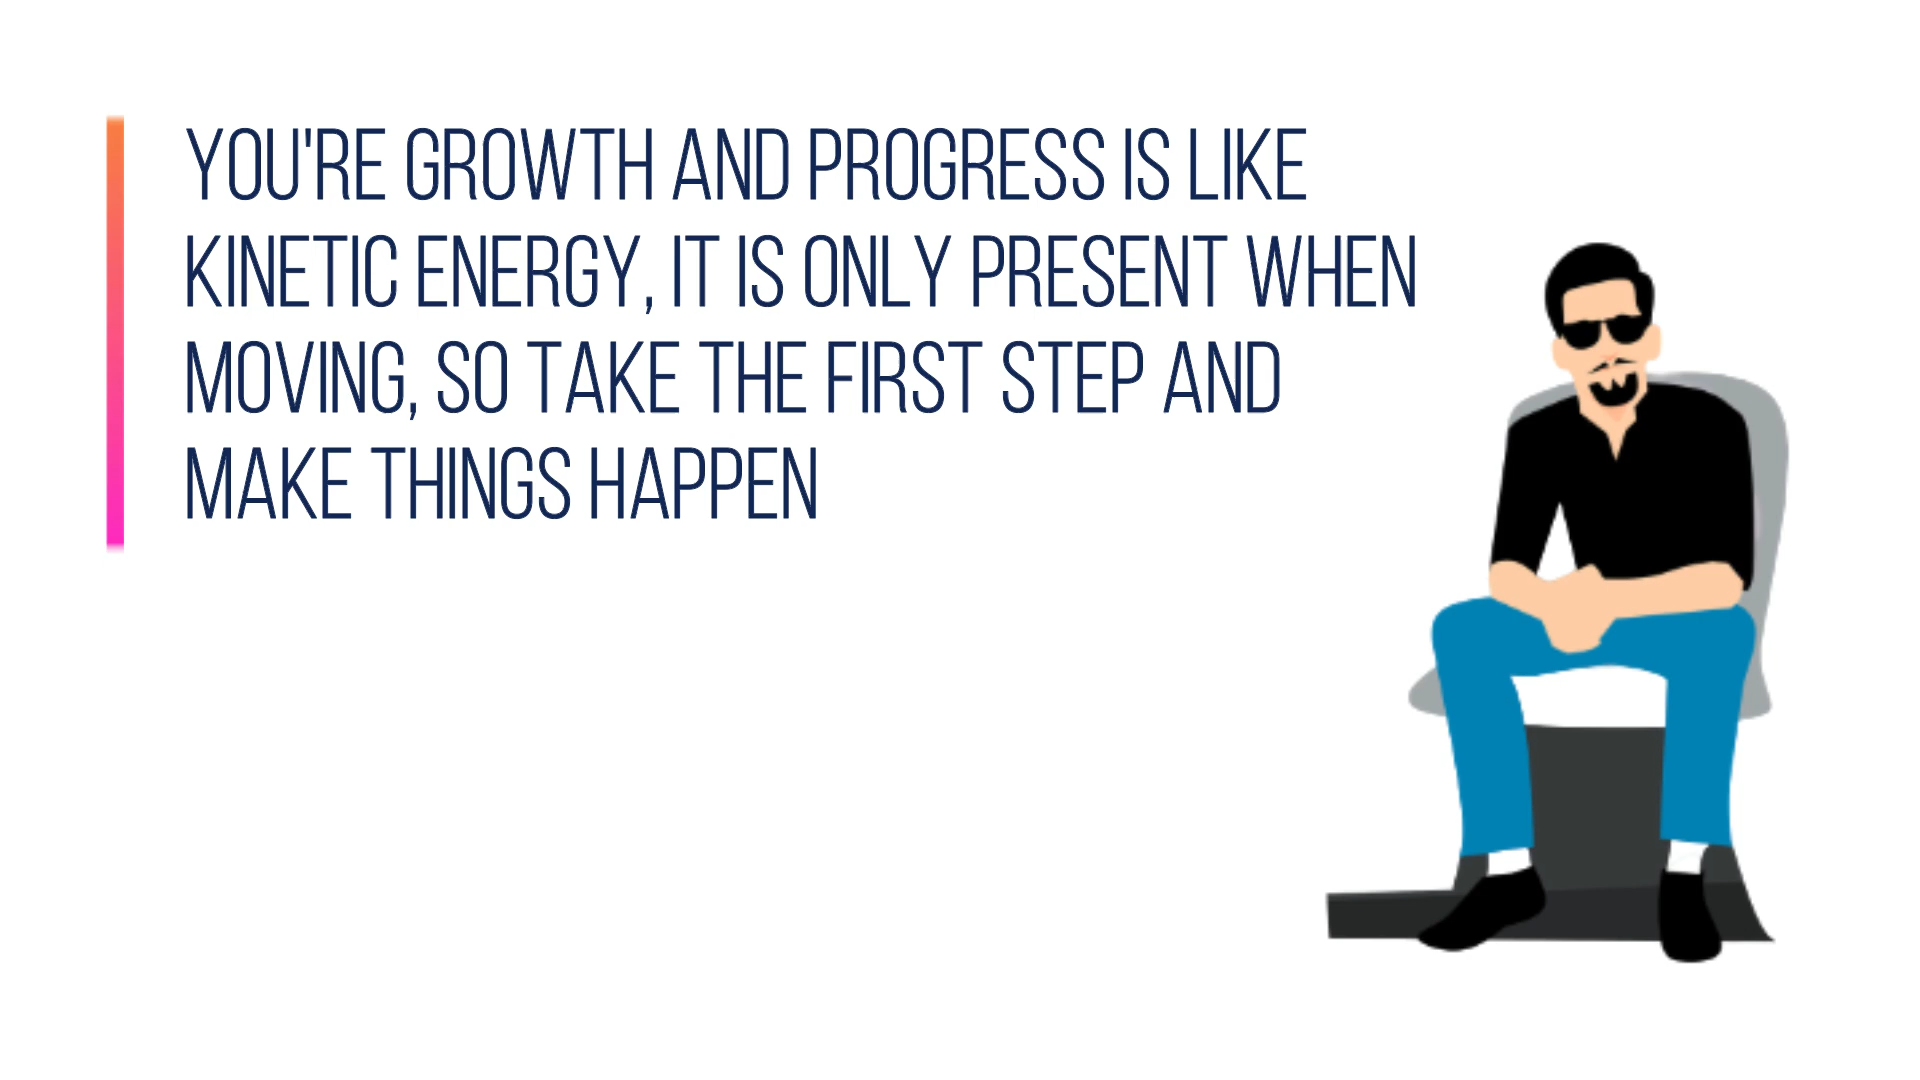 YOU'RE GROWTH AND PROGRESS IS LIKE
KINETIC ENERGY, IT IS ONLY PRESENT WHEN
MOVING, SO TAKE THE FIRST STEP AND
MAKE THINGS HAPPEN